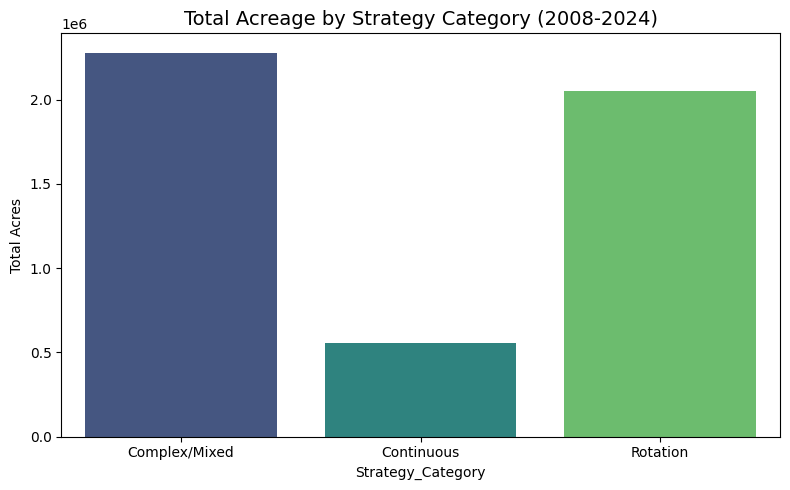 Total Acreage by Strategy Category (2008-2024)
1e6
2.0
1.5
1.0
0.5
0.0
Total Acres
Complex/Mixed Continuous Rotation
Strategy_Category